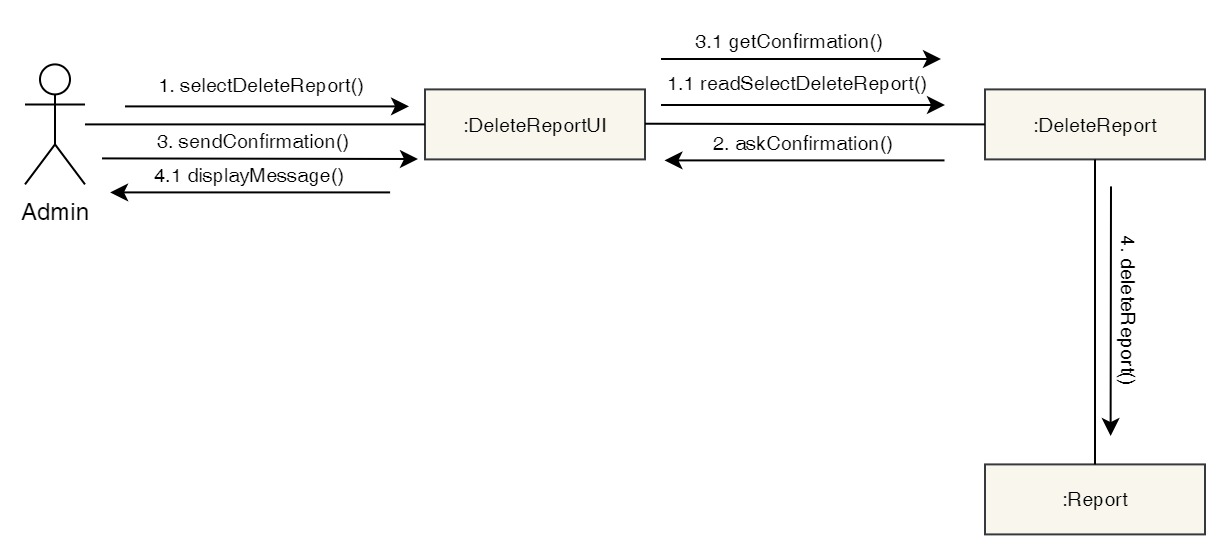 3.1 getConfirmation()
1. selectDeleteReport()
1.1 readSelectDeleteReport()
:DeleteReportUI
:DeleteReport
3. sendConfirmation()
2. askConfirmation()
4.1 displayMessage()
Admin
4. deleteReport()
:Report